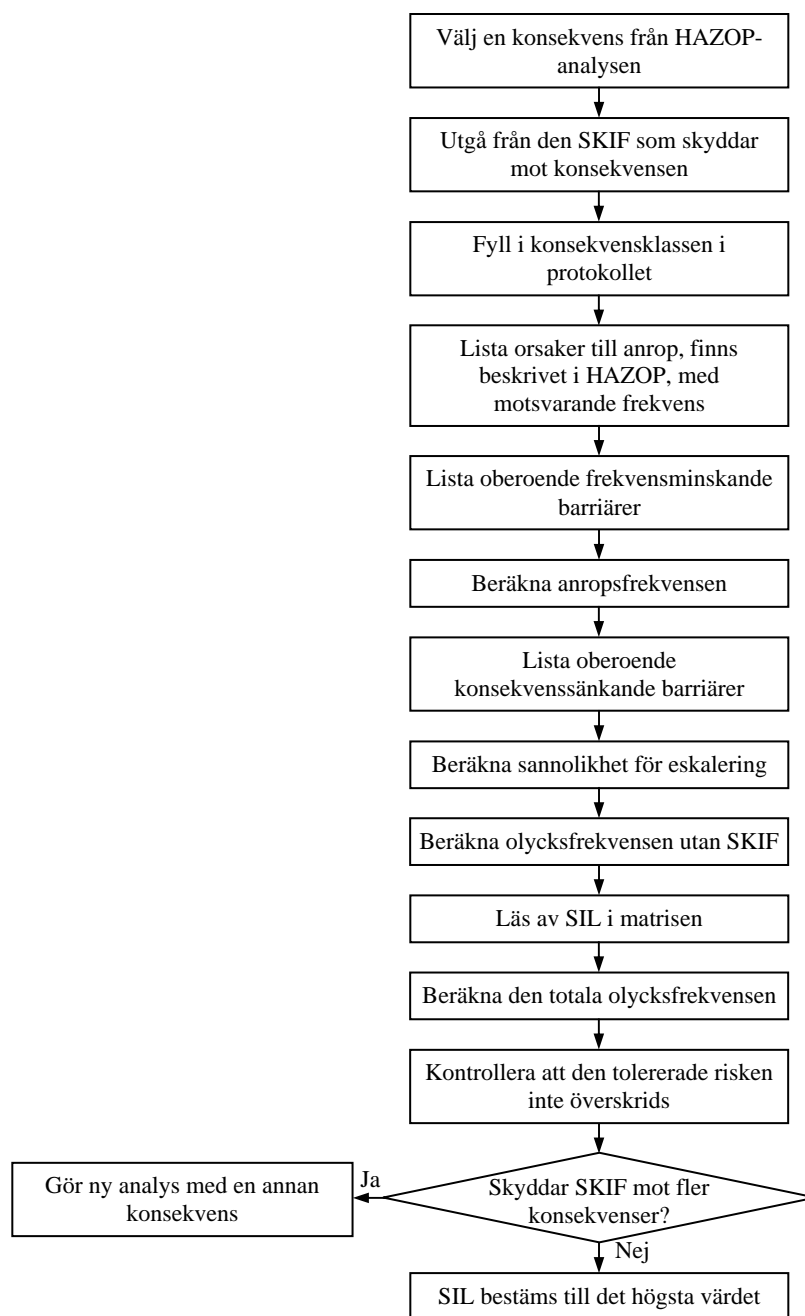 Välj en konsekvens från HAZOP-
analysen
Utgå från den SKIF som skyddar
mot konsekvensen
Fyll i konsekvensklassen i
protokollet
Lista orsaker till anrop, finns
beskrivet i HAZOP, med
motsvarande frekvens
Lista oberoende frekvensminskande
barriärer
Beräkna anropsfrekvensen
Lista oberoende
konsekvenssänkande barriärer
Beräkna sannolikhet för eskalering
Beräkna olycksfrekvensen utan SKIF
Läs av SIL i matrisen
Beräkna den totala olycksfrekvensen
Kontrollera att den tolererade risken
inte överskrids
Skyddar SKIF mot fler
konsekvenser?
Ja
Gör ny analys med en annan
konsekvens
Nej
SIL bestäms till det högsta värdet